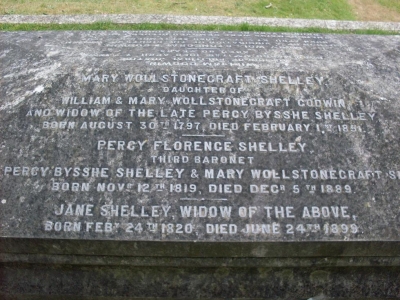 MARY WOLLSTONECRAFT SHELLEY,
DAUGHTER OF
WILLIAM & MARY WOLLSTONECRAFT GODWIN
AND WIDOW OF THE LATE PERCY BYSSHE SHELLEY.
BORN AUGUST 30TH 1797, DIED FEBRUARY 1ST 1851.
PERCY FLORENCE SHELLEY,
THIRD BARONET
PERCY BYSSHE SHELLEY & MARY WOLLSTONECRAFT SH
BORN NOVR 12TH 1819, DIED DECR 5TH 1889.
JANE SHELLEY, WIDOW OF THE ABOVE,
BORN FEBY 24TH 1820, DIED JUNE 24TH 1899.